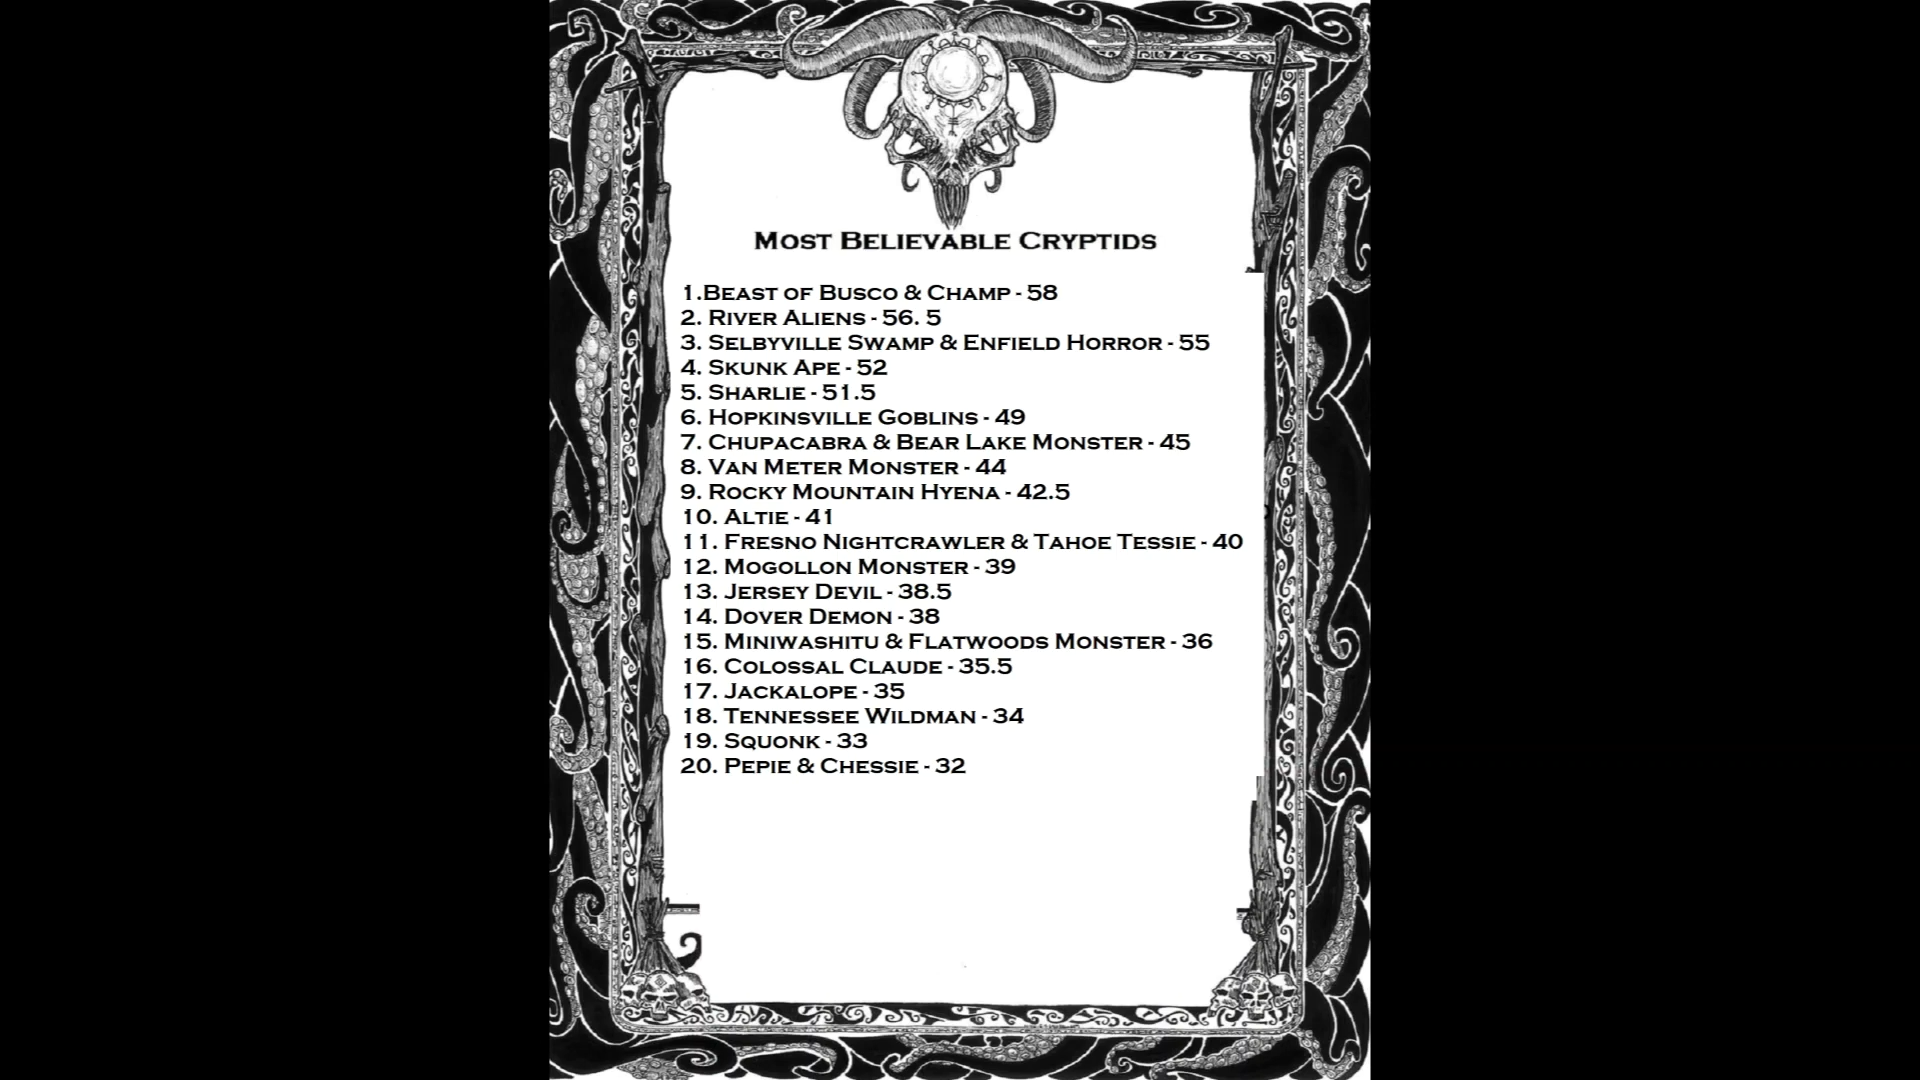 Most Believable Cryptids
1.Beast of Busco & Champ - 58
2. River Aliens - 56. 5
3. Selbyville Swamp & Enfield Horror - 55
4. Skunk Ape - 52
5. Sharlie - 51.5
6. Hopkinsville Goblins - 49
7. Chupacabra & Bear Lake Monster - 45
8. Van Meter Monster - 44
9. Rocky Mountain Hyena - 42.5
10. Altie - 41
11. Fresno Nightcrawler & Tahoe Tessie - 40
12. Mogollon Monster - 39
13. Jersey Devil - 38.5
14. Dover Demon - 38
15. Miniwashitu & Flatwoods Monster - 36
16. Colossal Claude - 35.5
17. Jackalope - 35
18. Tennessee Wildman - 34
19. Squonk - 33
20. Pepie & Chessie - 32